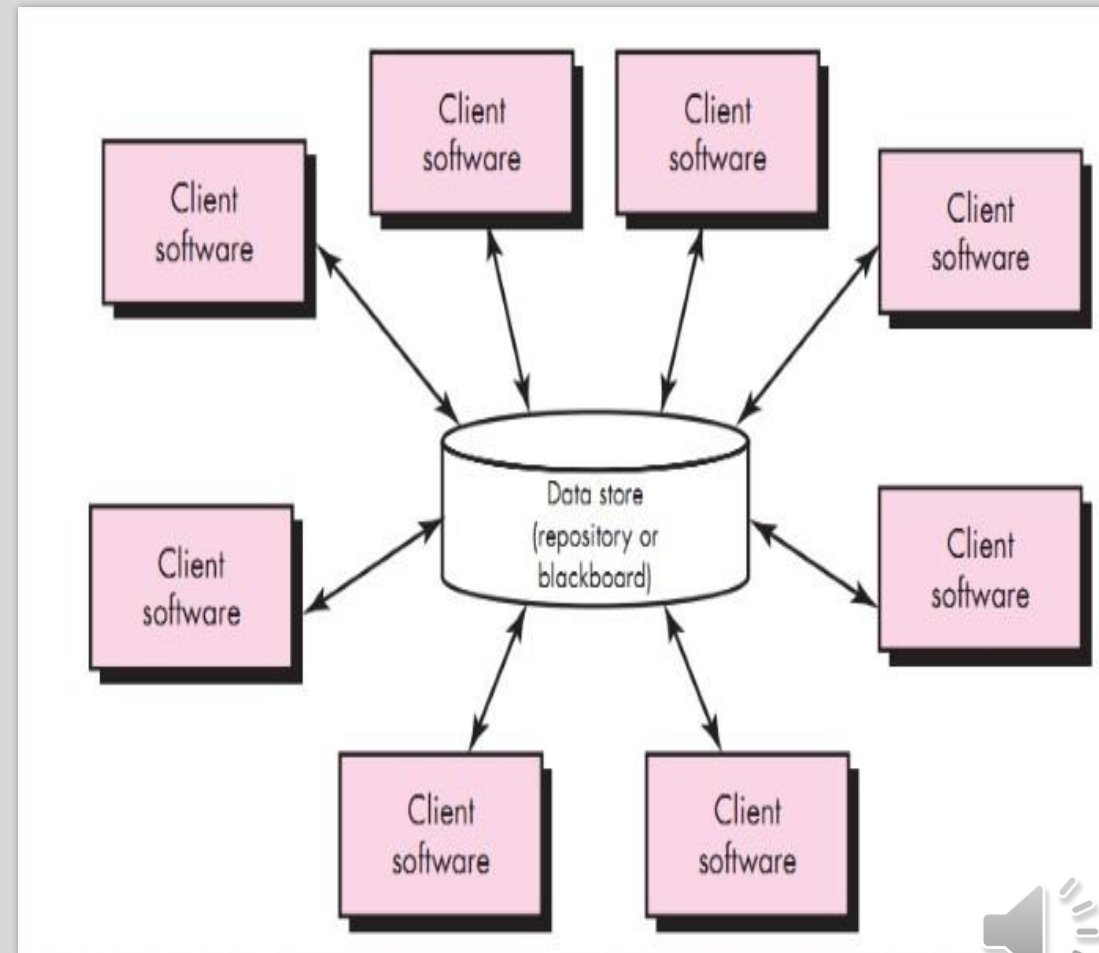 Client
software
Client
software
Client
software
Client
software
Data store
(repository or
blackboard)
Client
software
Client
software
Client
software
Client
software